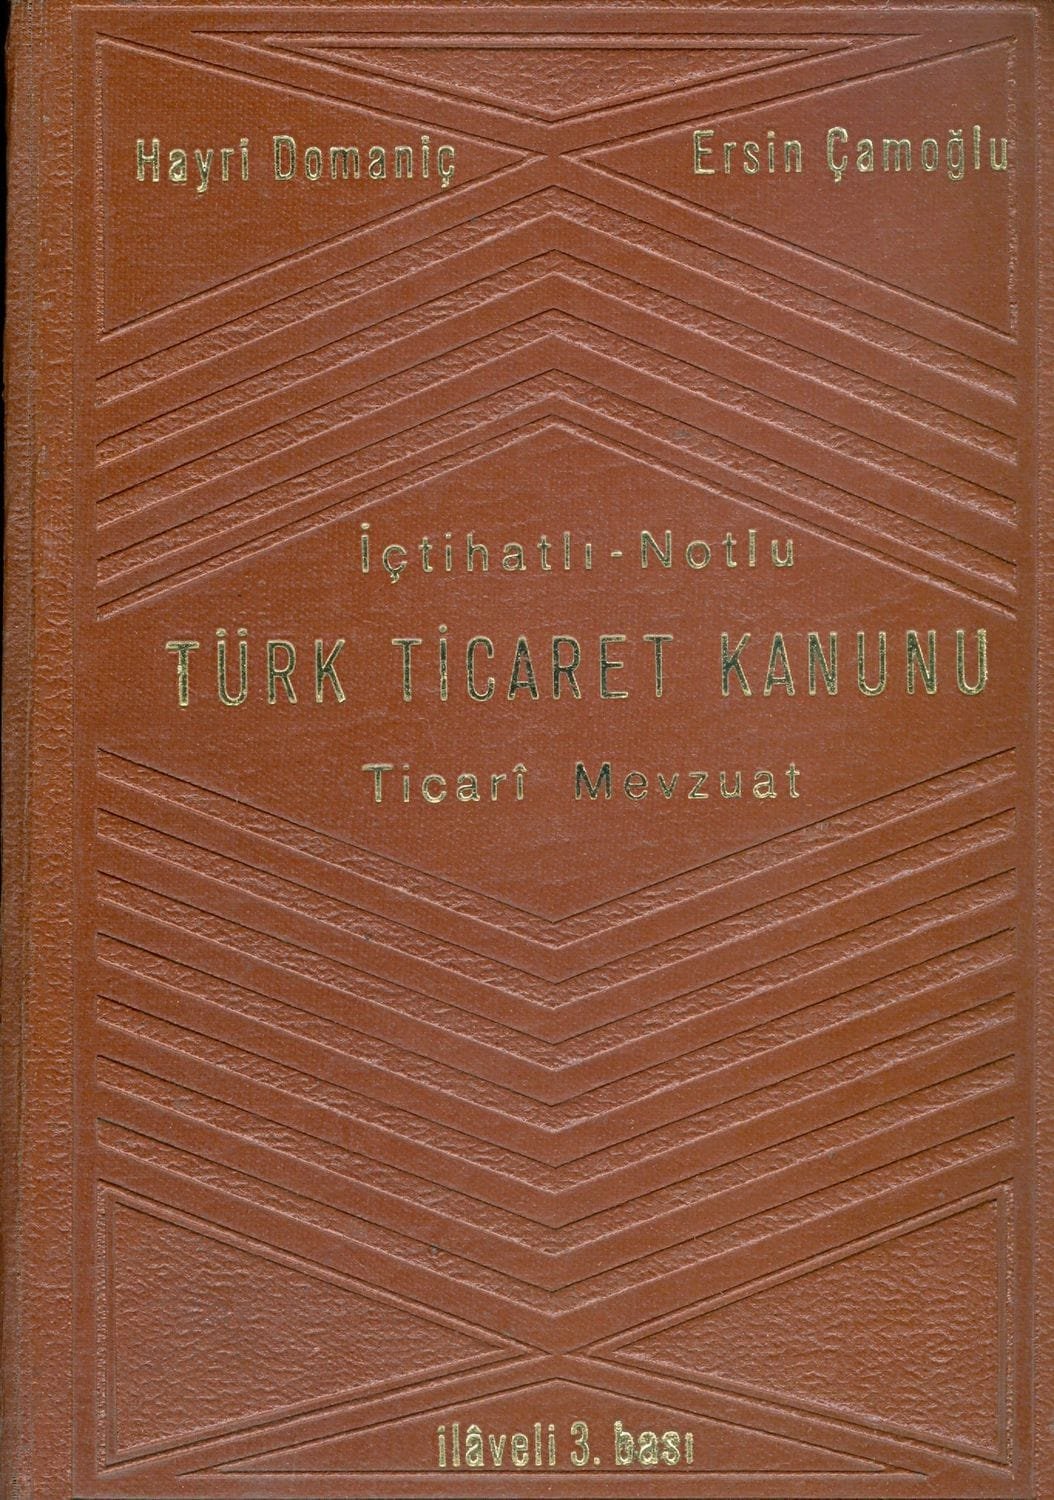 Hayri Domaniç
Ersin Çamoğlu
İçtihatlı - Notlu
TÜRK TİCARET KANUNU
Ticarî Mevzuat
ilâveli 3. bası